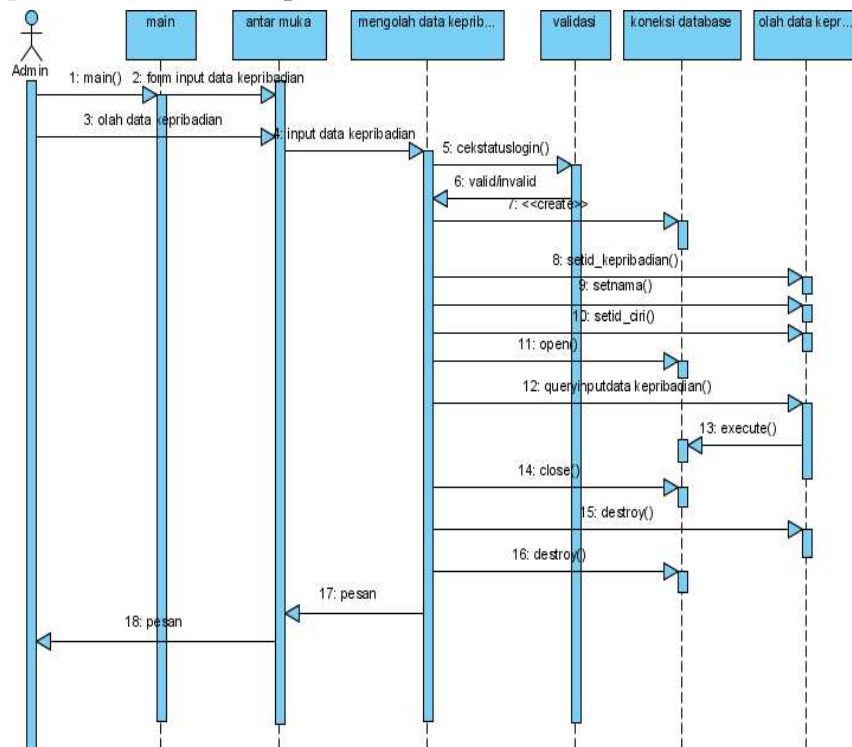 main
antar muka
mengolah data keprib...
validasi
koneksi database
olah data kepr...
Admin
1: main()
2: form input data kepribadian
3: olah data kepribadian
4: input data kepribadian
5: cekstatuslogin()
6: valid/invalid
7: <<create>>
8: setid_kepribadian()
9: setnama()
10: setid_ciri()
11: open()
12: queryinputdata kepribadian()
13: execute()
14: close()
15: destroy()
16: destroy()
17: pesan
18: pesan